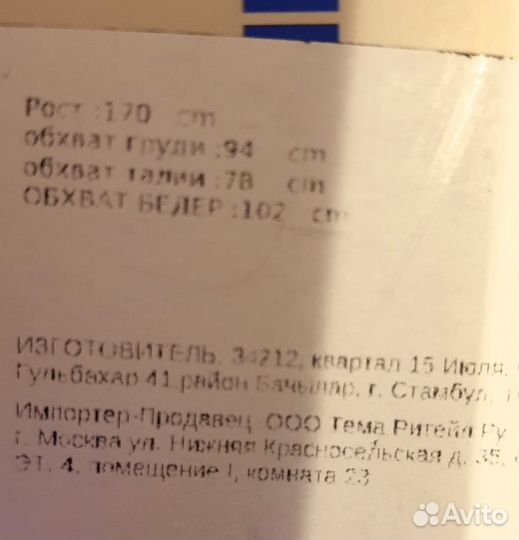 Рост :170 cm
обхват груди :94 cm
обхват талии :78 cm
ОБХВАТ БЕДЕР :102 cm
ИЗГОТОВИТЕЛЬ: 34212, квартал 15 Июля,
Гульбахар 41.район Бачылар, г. Стамбул,
Импортер-Продавец ООО Тема Ритейл Ру
г. Москва ул. Нижняя Красносельская д. 35,
ЭТ. 4, помещение I, комната 23
Avito